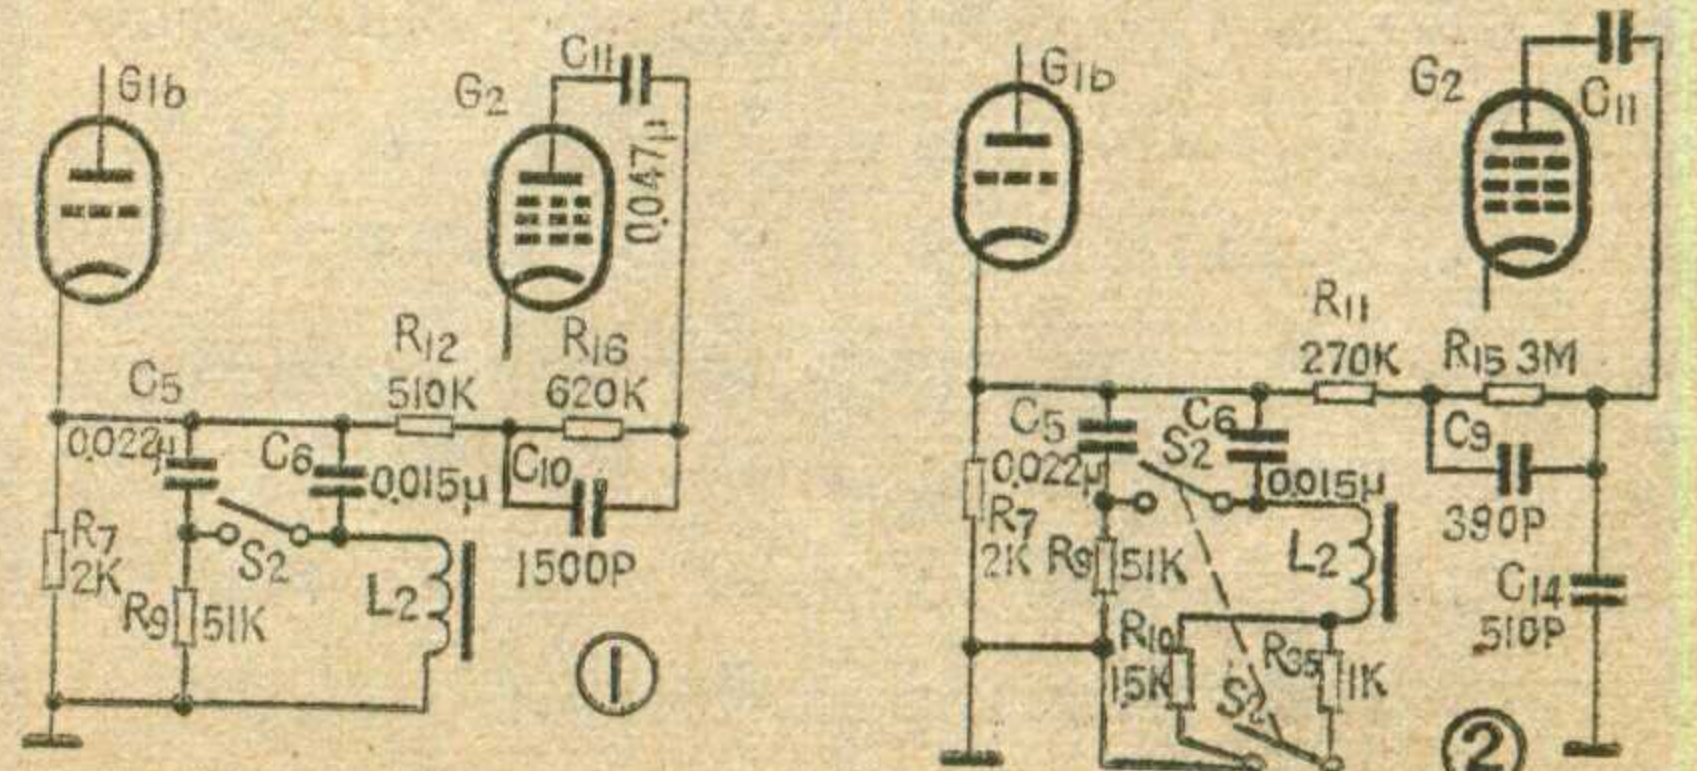 G1b
G2
C11
0.047μ
R12
510K
R16
620K
C5
0.022μ
C6
0.015μ
C10
1500P
R7
2K
S2
R9
51K
L2
①
G1b
G2
C11
R11
270K
R15 3M
C5
0.022μ
S2
C6
0.015μ
C9
390P
R7
2K
R9
51K
L2
C14
510P
R10
15K
S2
R35
1K
②